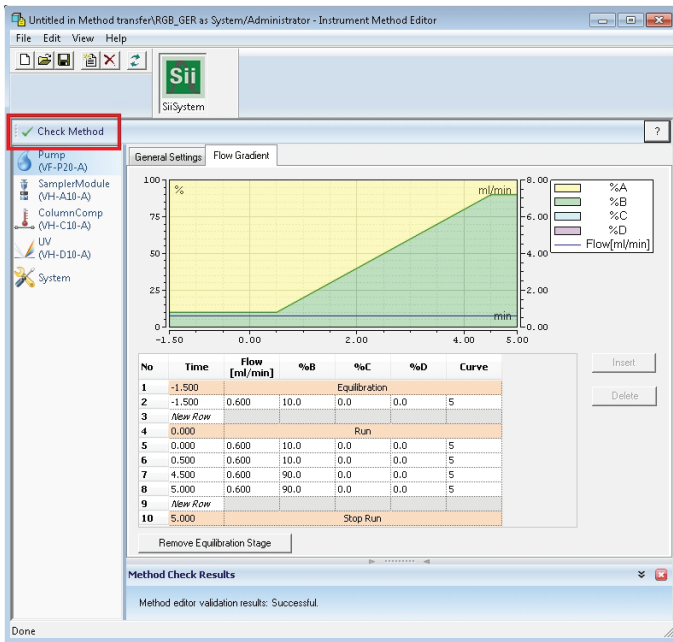 Untitled in Method transfer\RGB_GER as System/Administrator - Instrument Method Editor
File Edit View Help
Sii
SiiSystem
Check Method
?
Pump
(VF-P20-A)
SamplerModule
(VH-A10-A)
ColumnComp
(VH-C10-A)
UV
(VH-D10-A)
System
General Settings Flow Gradient
100 % ml/min 8.00
75 6.00
50 4.00
25 2.00
0 min 0.00
-1.50 0.00 2.00 4.00 5.00
%A
%B
%C
%D
Flow[ml/min]
No Time Flow [ml/min] %B %C %D Curve
1 -1.500 Equilibration
2 -1.500 0.600 10.0 0.0 0.0 5
3 New Row
4 0.000 Run
5 0.000 0.600 10.0 0.0 0.0 5
6 0.500 0.600 10.0 0.0 0.0 5
7 4.500 0.600 90.0 0.0 0.0 5
8 5.000 0.600 90.0 0.0 0.0 5
9 New Row
10 5.000 Stop Run
Insert
Delete
Remove Equilibration Stage
Method Check Results
Method editor validation results: Successful.
Done